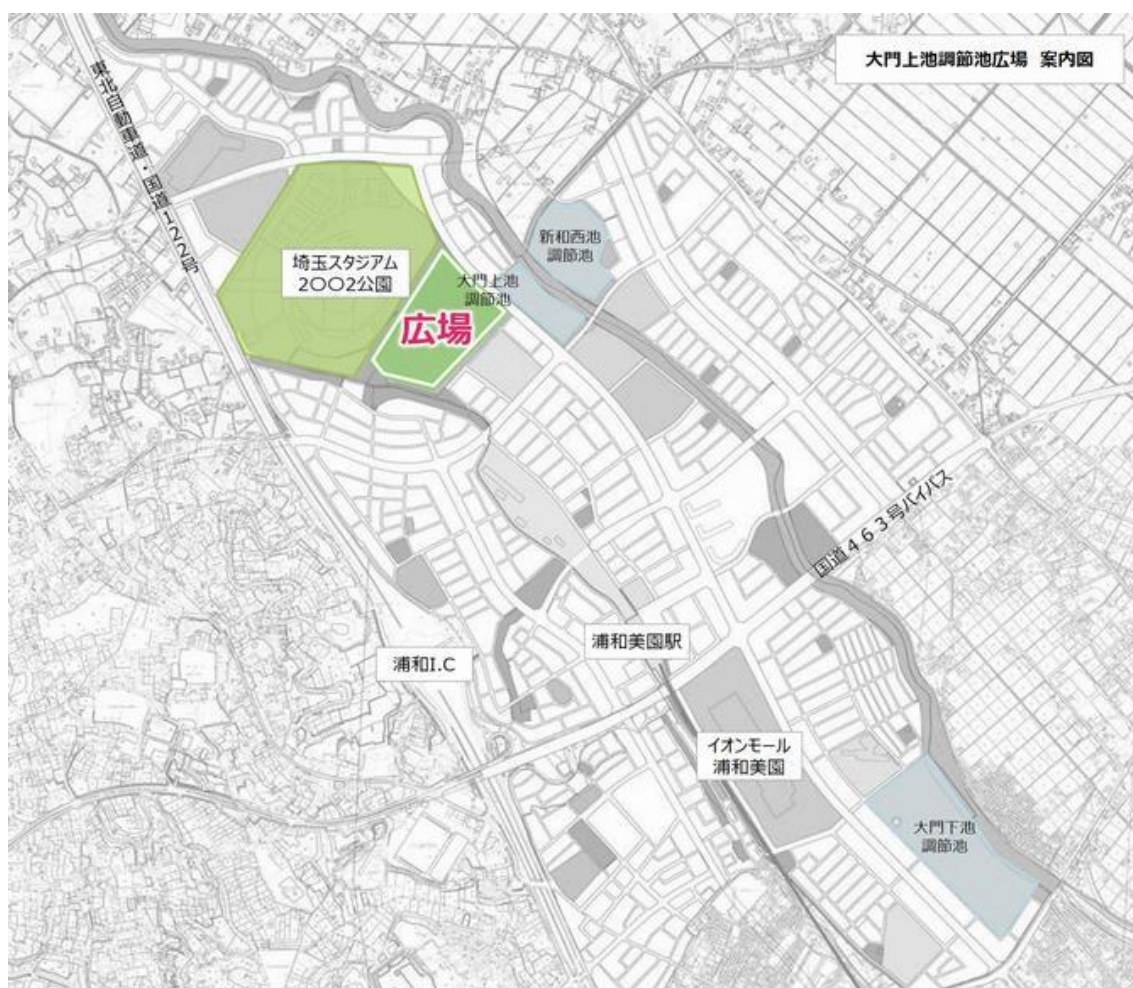 大門上池調節池広場 案内図
東北自動車道・国道122号
新和西池
調節池
埼玉スタジアム
2〇〇2公園
大門上池
調節池
広場
国道463号バイパス
浦和美園駅
浦和I.C
イオンモール
浦和美園
大門下池
調節池